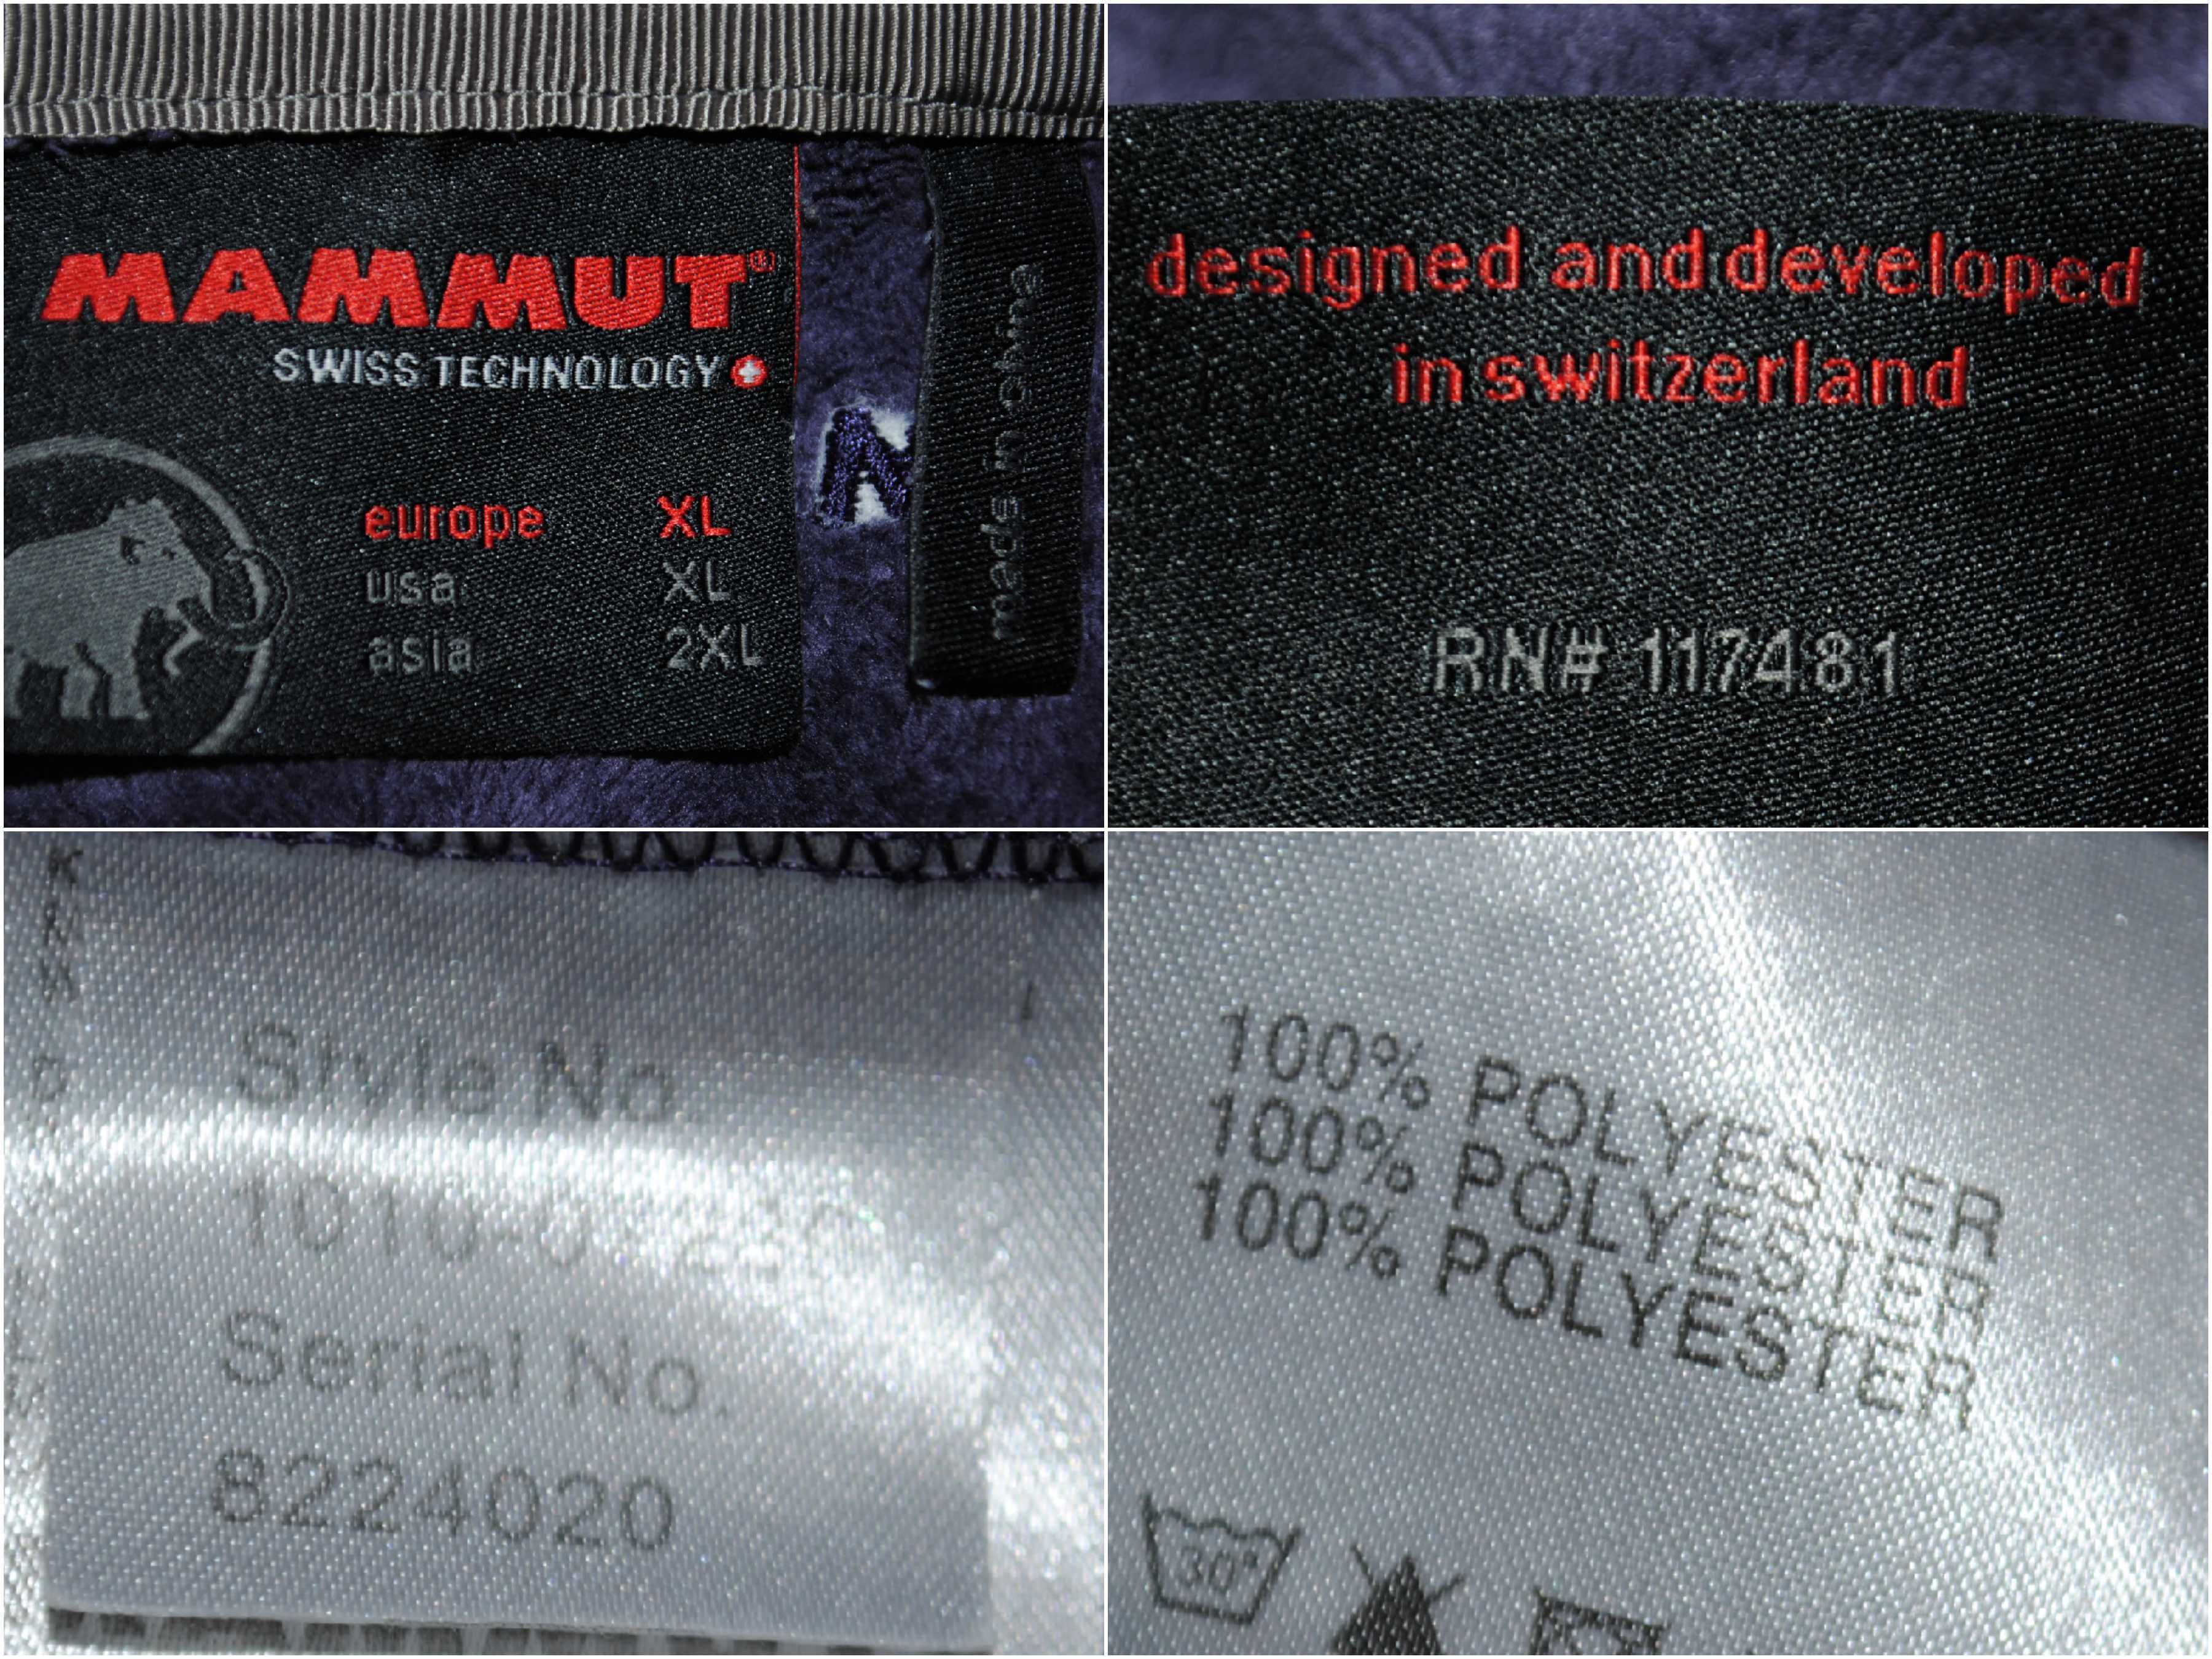 MAMMUT®
SWISS TECHNOLOGY
europe XL
usa XL
asia 2XL
N
made in china
designed and developed
in switzerland
RN# 117481
Style No.
Serial No.
8224020
100% POLYESTER
100% POLYESTER
100% POLYESTER
30°